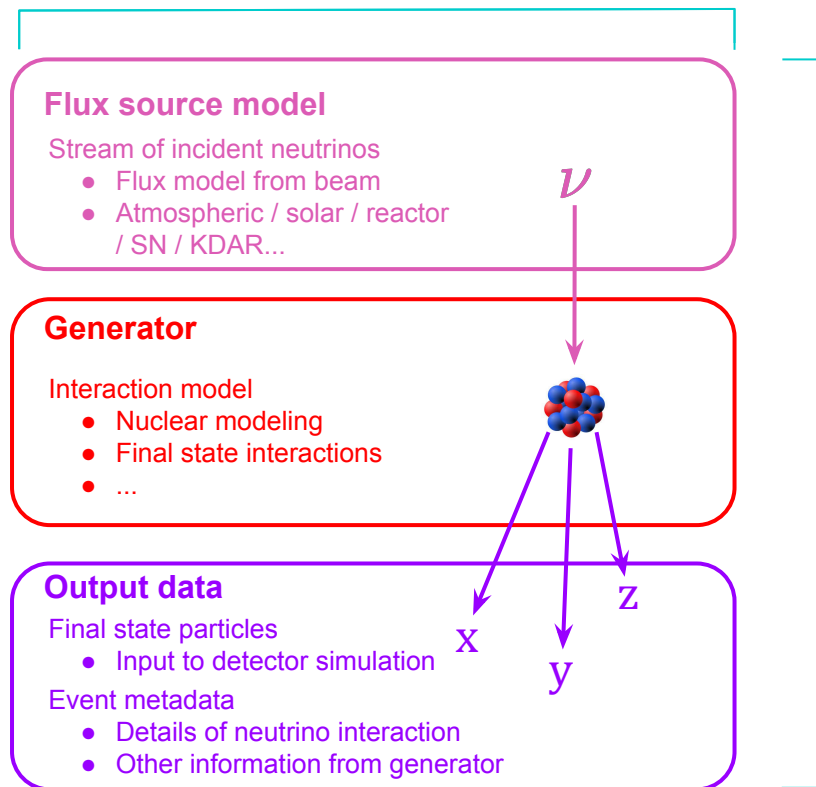 Flux source model
Stream of incident neutrinos
● Flux model from beam
● Atmospheric / solar / reactor
/ SN / KDAR...
ν
Generator
Interaction model
● Nuclear modeling
● Final state interactions
● ...
Output data
Final state particles
● Input to detector simulation
Event metadata
● Details of neutrino interaction
● Other information from generator
x
y
z